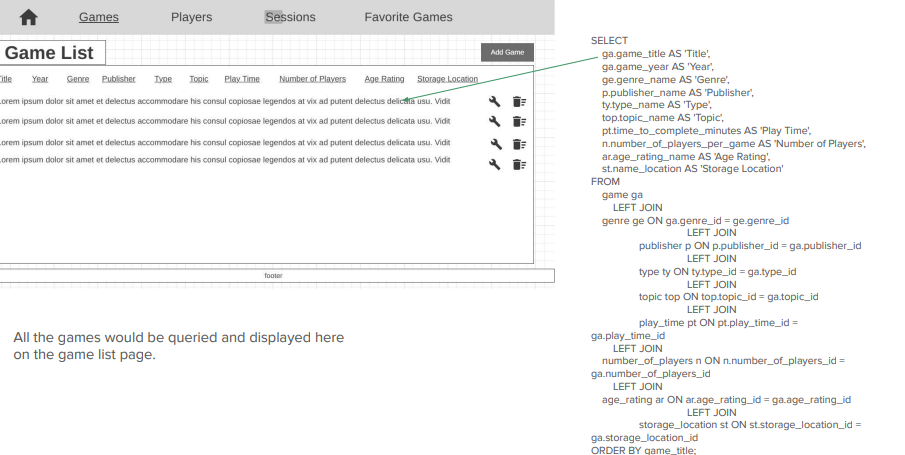 Games Players Sessions Favorite Games
Game List
Add Game
Title Year Genre Publisher Type Topic Play Time Number of Players Age Rating Storage Location
orem ipsum dolor sit amet et delectus accommodare his consul copiosae legendos at vix ad putent delectus delicata usu. Vidit
orem ipsum dolor sit amet et delectus accommodare his consul copiosae legendos at vix ad putent delectus delicata usu. Vidit
orem ipsum dolor sit amet et delectus accommodare his consul copiosae legendos at vix ad putent delectus delicata usu. Vidit
orem ipsum dolor sit amet et delectus accommodare his consul copiosae legendos at vix ad putent delectus delicata usu. Vidit
footer
All the games would be queried and displayed here
on the game list page.
SELECT
ga.game_title AS 'Title',
ga.game_year AS 'Year',
ge.genre_name AS 'Genre',
p.publisher_name AS 'Publisher',
ty.type_name AS 'Type',
top.topic_name AS 'Topic',
pt.time_to_complete_minutes AS 'Play Time',
n.number_of_players_per_game AS 'Number of Players',
ar.age_rating_name AS 'Age Rating',
st.name_location AS 'Storage Location'
FROM
game ga
LEFT JOIN
genre ge ON ga.genre_id = ge.genre_id
LEFT JOIN
publisher p ON p.publisher_id = ga.publisher_id
LEFT JOIN
type ty ON ty.type_id = ga.type_id
LEFT JOIN
topic top ON top.topic_id = ga.topic_id
LEFT JOIN
play_time pt ON pt.play_time_id =
ga.play_time_id
LEFT JOIN
number_of_players n ON n.number_of_players_id =
ga.number_of_players_id
LEFT JOIN
age_rating ar ON ar.age_rating_id = ga.age_rating_id
LEFT JOIN
storage_location st ON st.storage_location_id =
ga.storage_location_id
ORDER BY game_title;